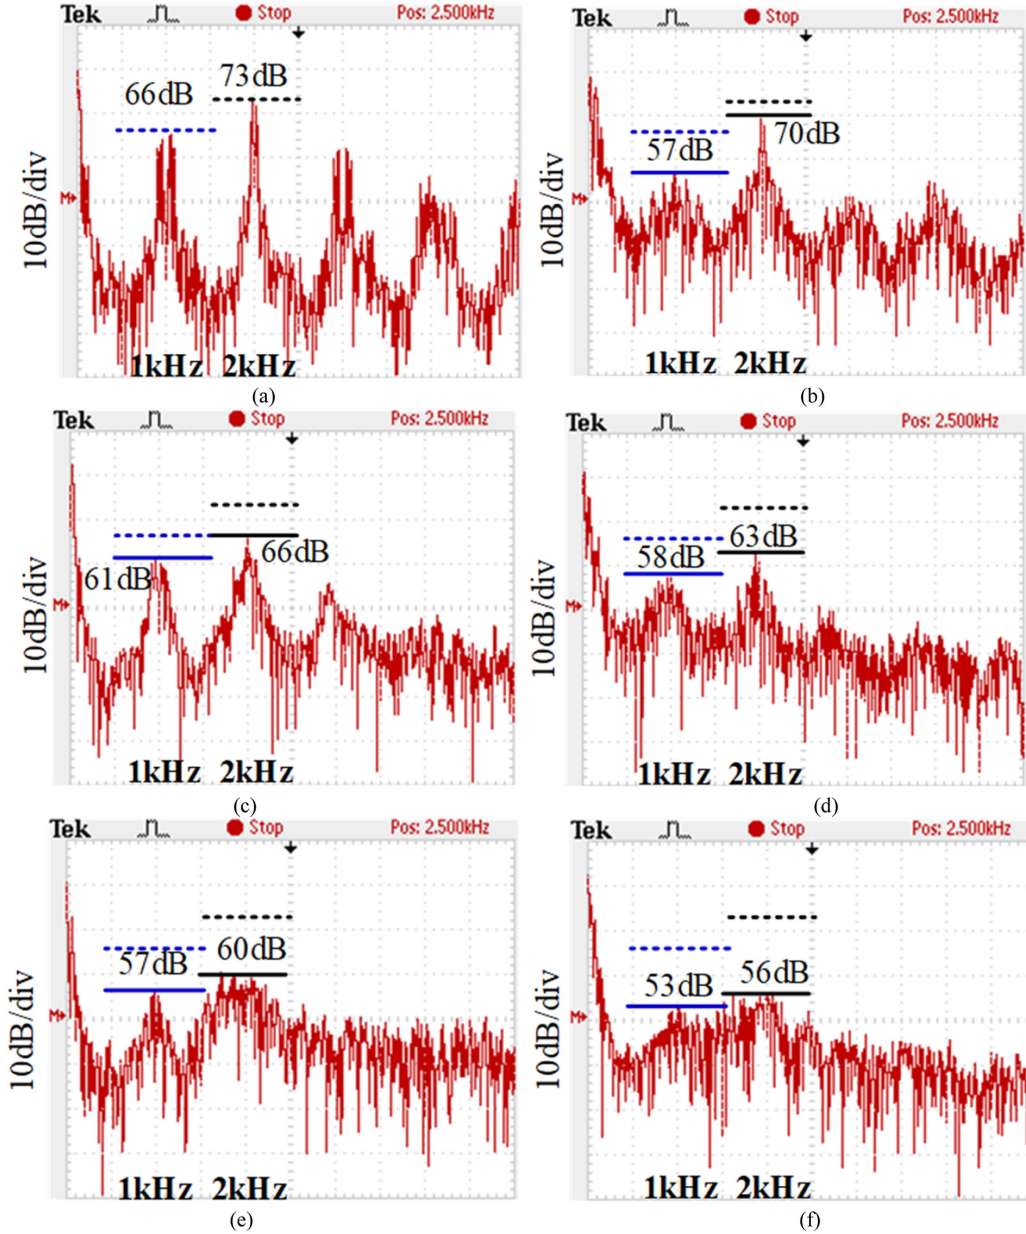 Tek Stop Pos: 2.500kHz
73dB
66dB
M
10dB/div
1kHz 2kHz
(a)
Tek Stop Pos: 2.500kHz
70dB
57dB
M
10dB/div
1kHz 2kHz
(b)
Tek Stop Pos: 2.500kHz
66dB
61dB
M
10dB/div
1kHz 2kHz
(c)
Tek Stop Pos: 2.500kHz
63dB
58dB
M
10dB/div
1kHz 2kHz
(d)
Tek Stop Pos: 2.500kHz
60dB
57dB
M
10dB/div
1kHz 2kHz
(e)
Tek Stop Pos: 2.500kHz
56dB
53dB
M
10dB/div
1kHz 2kHz
(f)